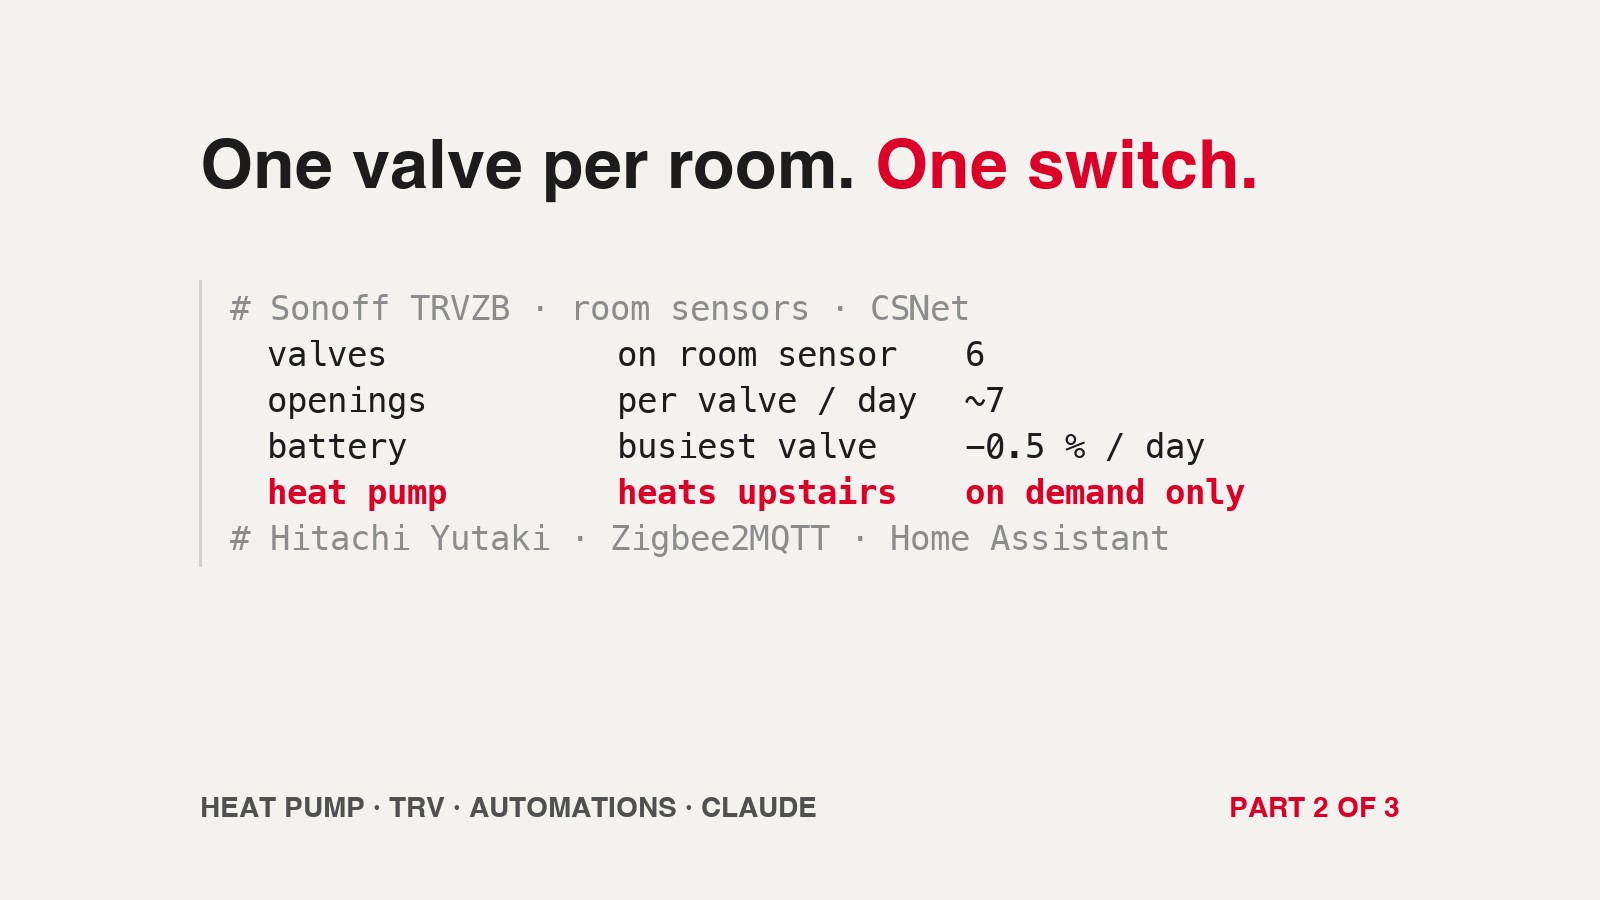 One valve per room. One switch.
# Sonoff TRVZB · room sensors · CSNet
valves on room sensor 6
openings per valve / day ~7
battery busiest valve −0.5 % / day
heat pump heats upstairs on demand only
# Hitachi Yutaki · Zigbee2MQTT · Home Assistant
HEAT PUMP · TRV · AUTOMATIONS · CLAUDE
PART 2 OF 3